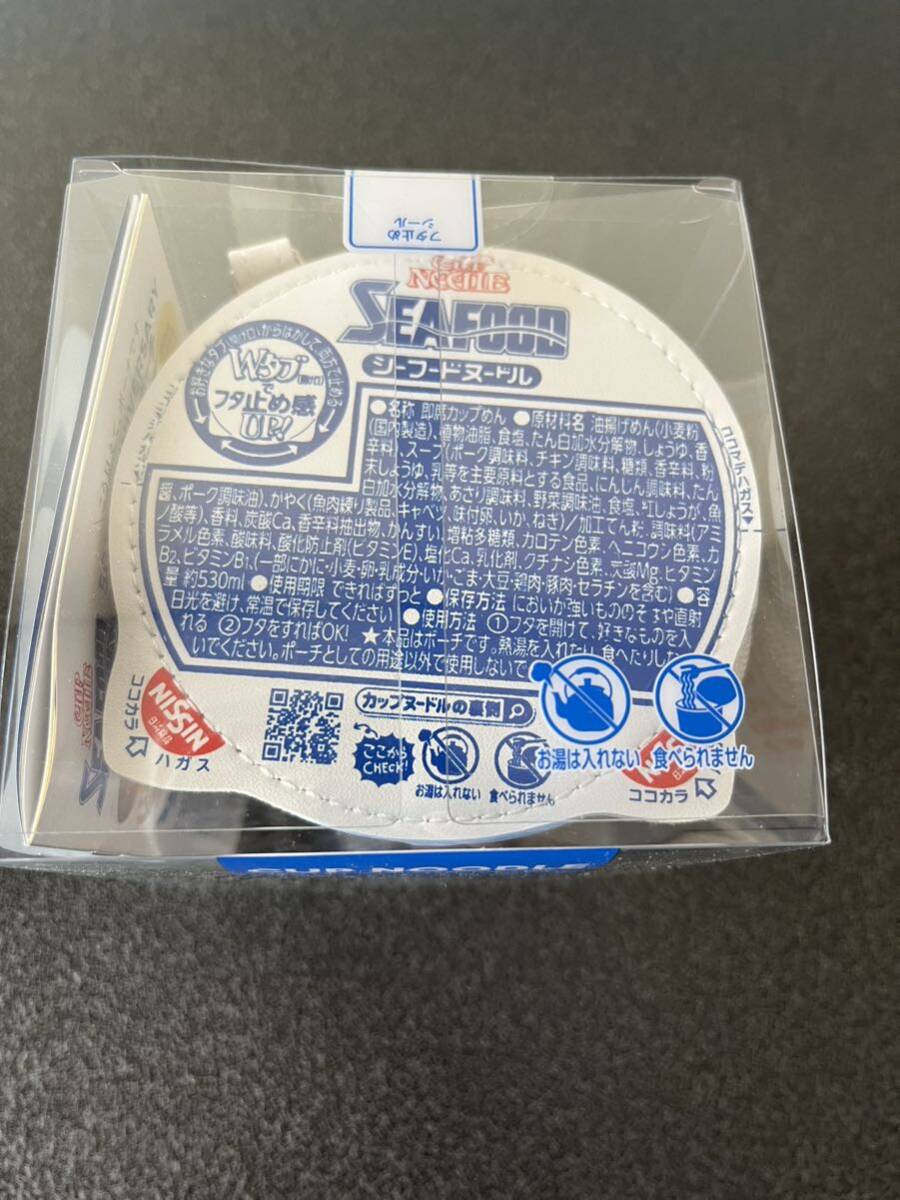 フタ止め
シール
CUP
NOODLE
SEAFOOD
シーフードヌードル
Wタブ
で
フタ止め感
UP!
●名称 即席カップめん ●原材料名 油揚げめん(小麦粉
(国内製造)、植物油脂、食塩、たん白加水分解物、しょうゆ、香
辛料)、スープ(ポーク調味料、チキン調味料、糖類、香辛料、粉
末しょうゆ、乳等を主要原料とする食品、にんじん調味料、たん
白加水分解物、あさり調味料、野菜調味油、食塩、紅しょうが、魚
醤、ポーク調味油)、かやく(魚肉練り製品、キャベツ、味付卵、いか、ねぎ)/加工でん粉、調味料(ア
ミノ酸等)、香料、炭酸Ca、香辛料抽出物、かんすい、増粘多糖類、カロテン色素、ベニコウジ色素、カ
ラメル色素、酸味料、酸化防止剤(ビタミンE)、塩化Ca、乳化剤、クチナシ色素、炭酸Mg、ビタミン
B2、ビタミンB1、(一部にかに・小麦・卵・乳成分・いか・ごま・大豆・鶏肉・豚肉・ゼラチンを含む) ●容
量 約530ml ●使用期限 できればずっと ●保存方法 においが強いもののそばや直射
日光を避け、常温で保存してください ●使用方法 ①フタを開けて、好きなものを入
れる ②フタをすればOK! ★本品はポーチです。熱湯を入れたり、食べたりしな
いでください。ポーチとしての用途以外で使用しないで
ココカラ
ハガス
NISSIN
カップヌードルの裏側
ここから
CHECK!
お湯は入れない 食べられません
お湯は入れない 食べられません
ココカラ
ココカラハガス
CUP NOODLE